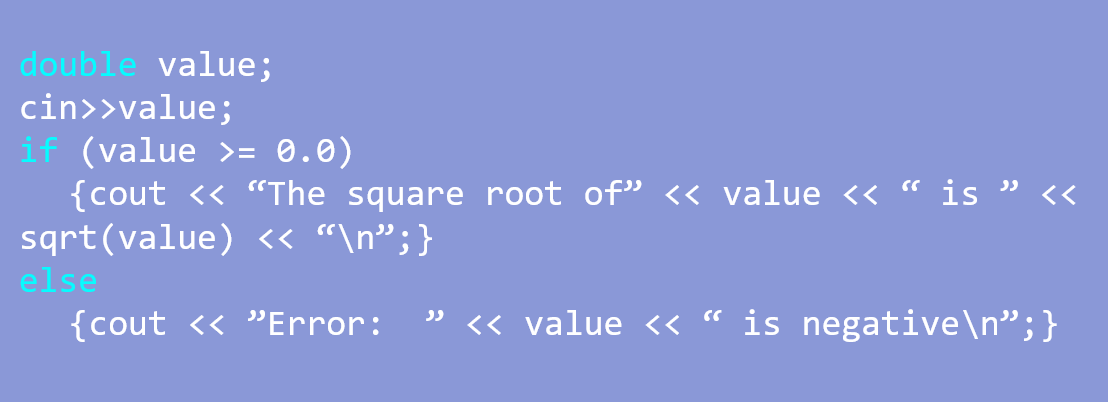 double value;
cin>>value;
if (value >= 0.0)
{cout << “The square root of” << value << “ is ” <<
sqrt(value) << “\n”;}
else
{cout << ”Error:  ” << value << “ is negative\n”;}